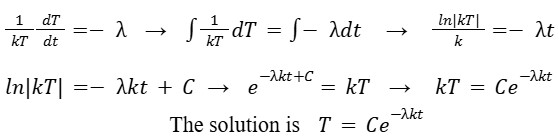 1/kT dT/dt =− λ → ∫ 1/kT dT = ∫− λdt → ln|kT|/k =− λt
ln|kT| =− λkt + C → e^−λkt+C = kT → kT = Ce^−λkt
The solution is T = Ce^−λkt